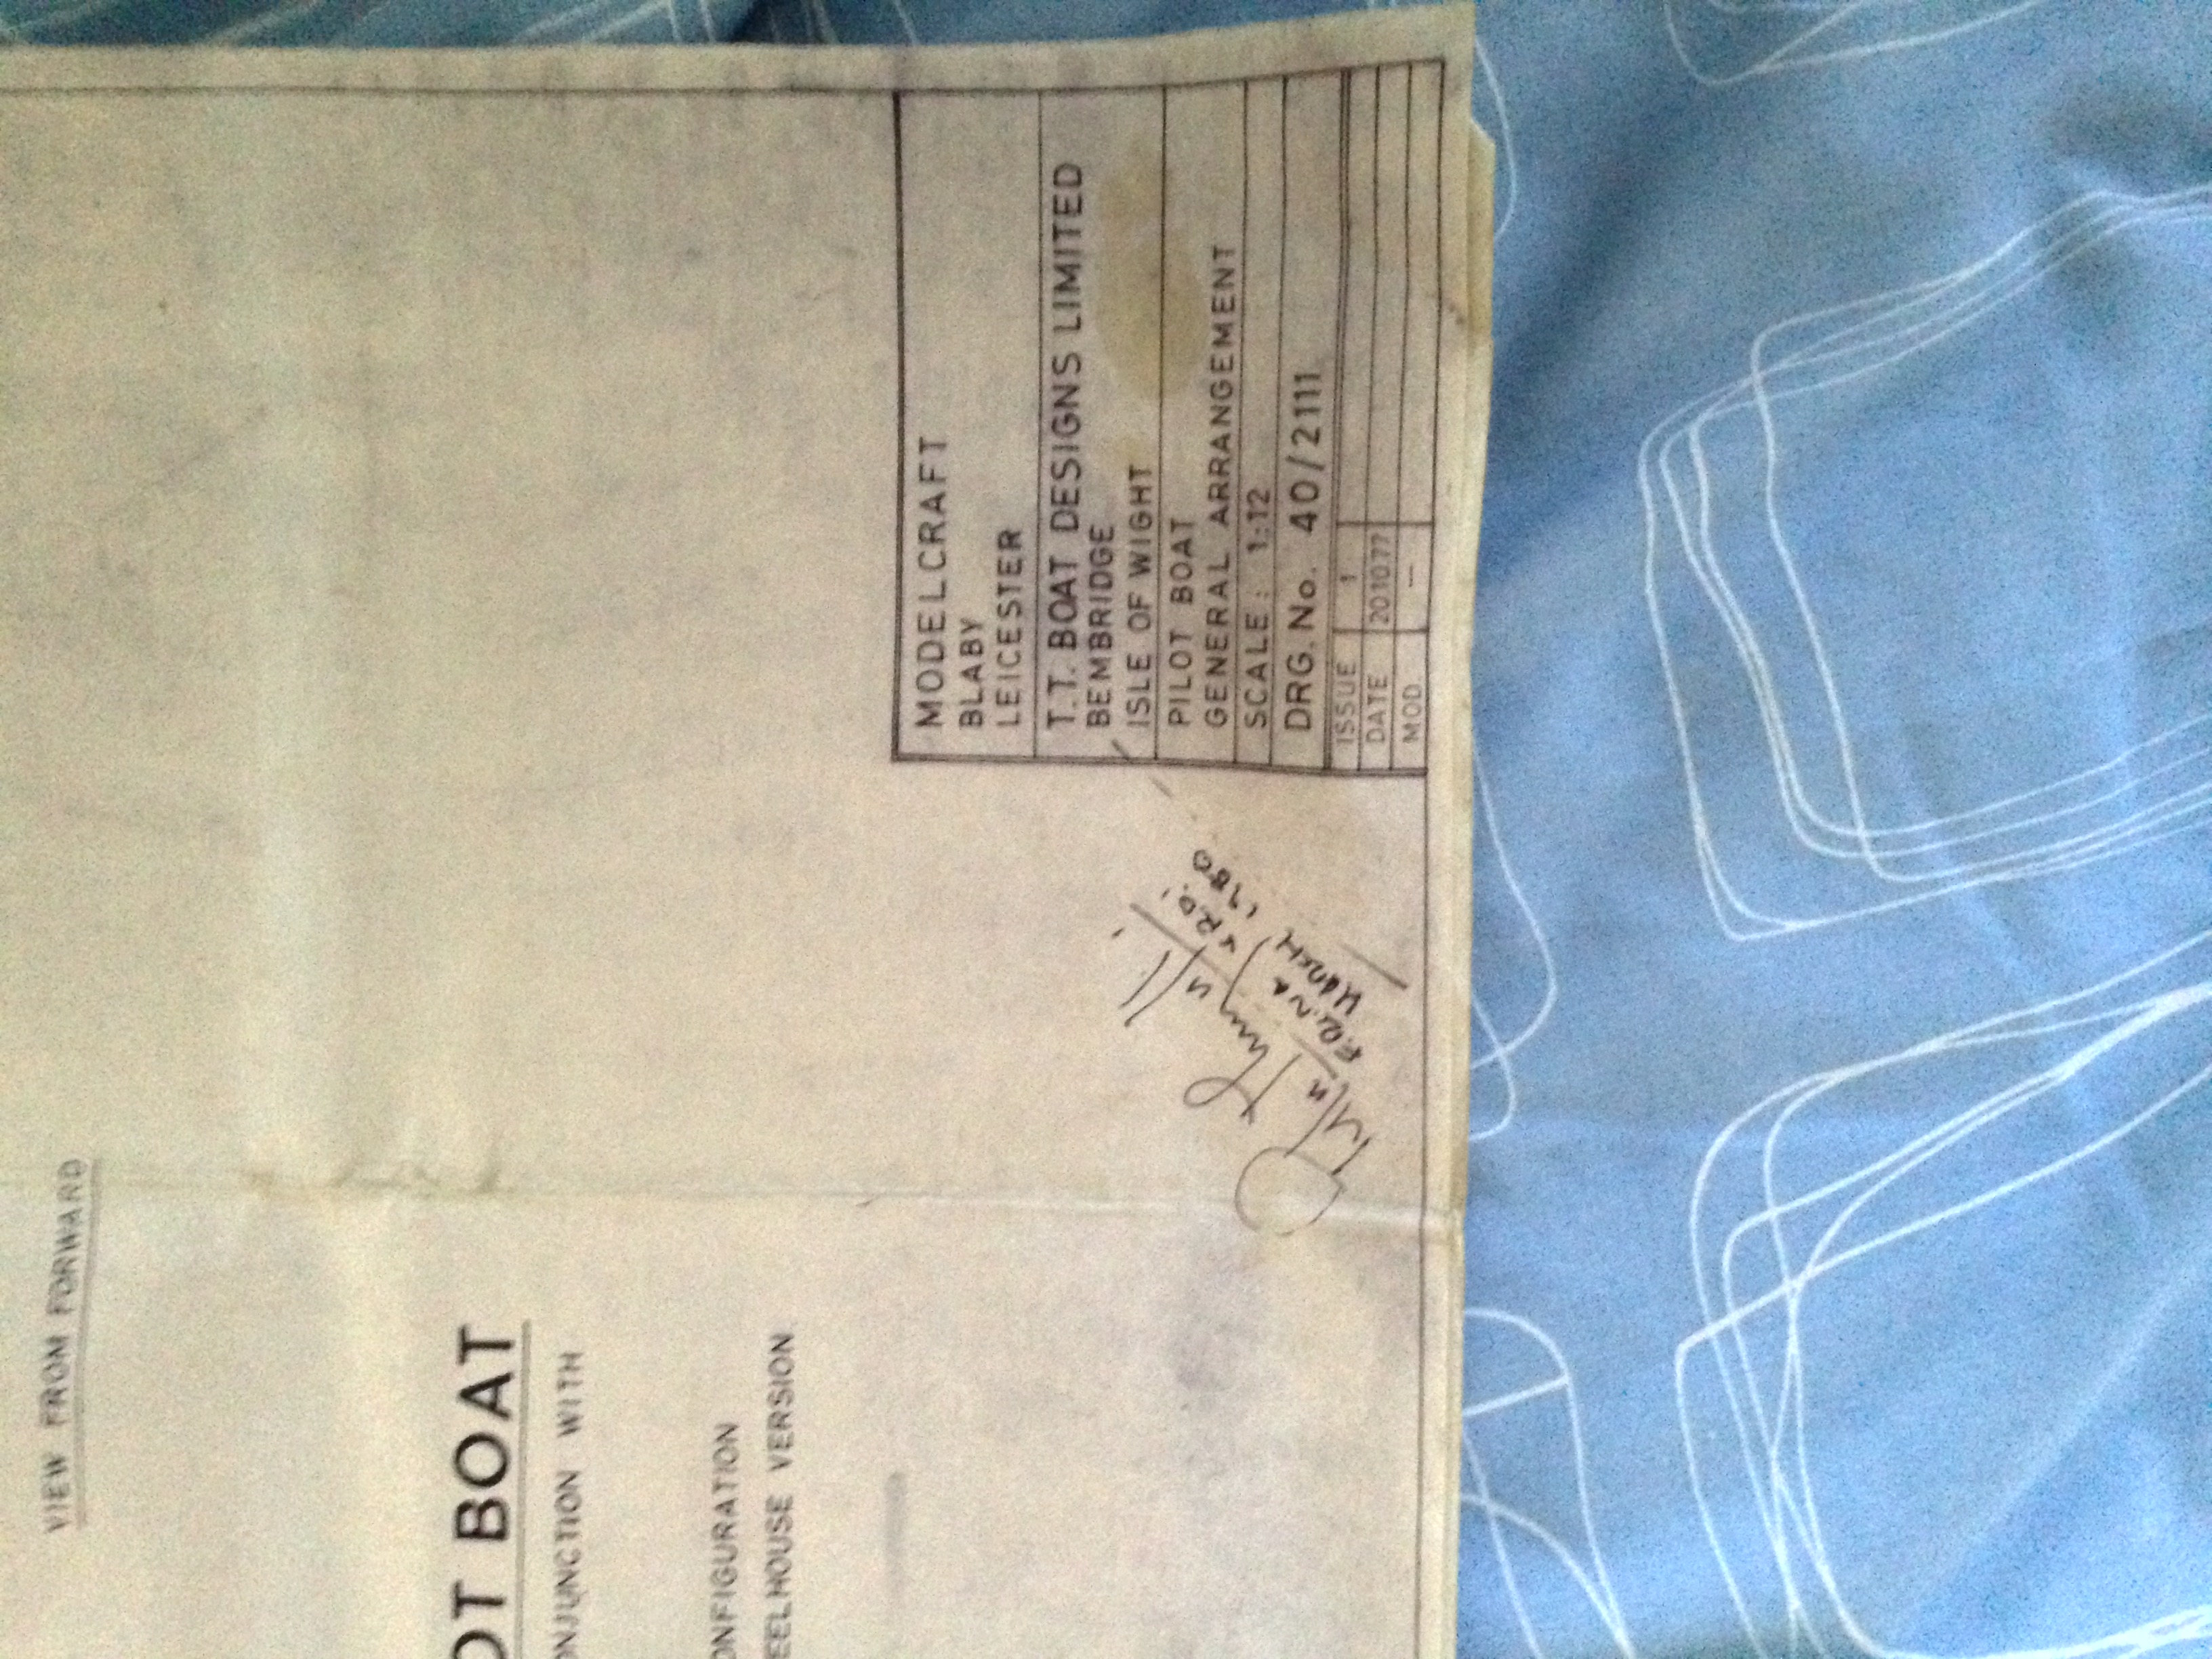 VIEW FROM FORWARD
OT BOAT
ONJUNCTION WITH
ONFIGURATION
EELHOUSE VERSION
MODELCRAFT
BLABY
LEICESTER
T.T. BOAT DESIGNS LIMITED
BEMBRIDGE
ISLE OF WIGHT
PILOT BOAT
GENERAL ARRANGEMENT
SCALE: 1:12
DRG. No. 40/2111
ISSUE 1
DATE 201077
MOD —
1980